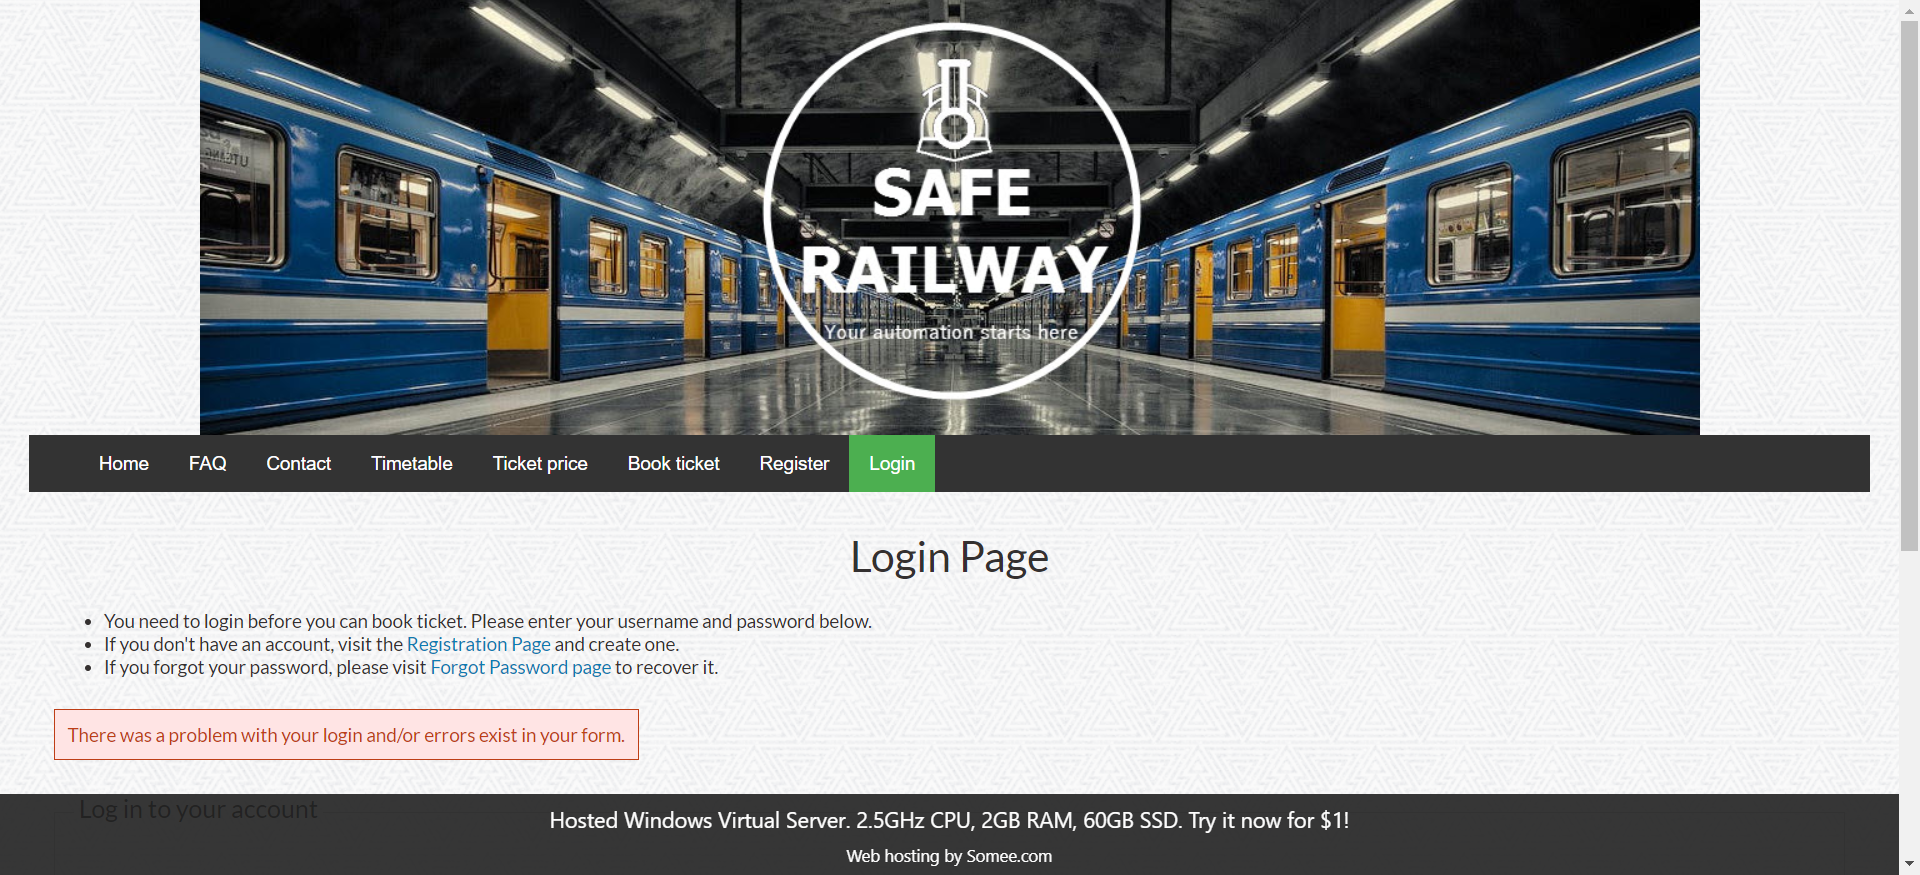 SAFE
RAILWAY
Your automation starts here
Home FAQ Contact Timetable Ticket price Book ticket Register Login
Login Page
You need to login before you can book ticket. Please enter your username and password below.
If you don't have an account, visit the Registration Page and create one.
If you forgot your password, please visit Forgot Password page to recover it.
There was a problem with your login and/or errors exist in your form.
Log in to your account
Hosted Windows Virtual Server. 2.5GHz CPU, 2GB RAM, 60GB SSD. Try it now for $1!
Web hosting by Somee.com